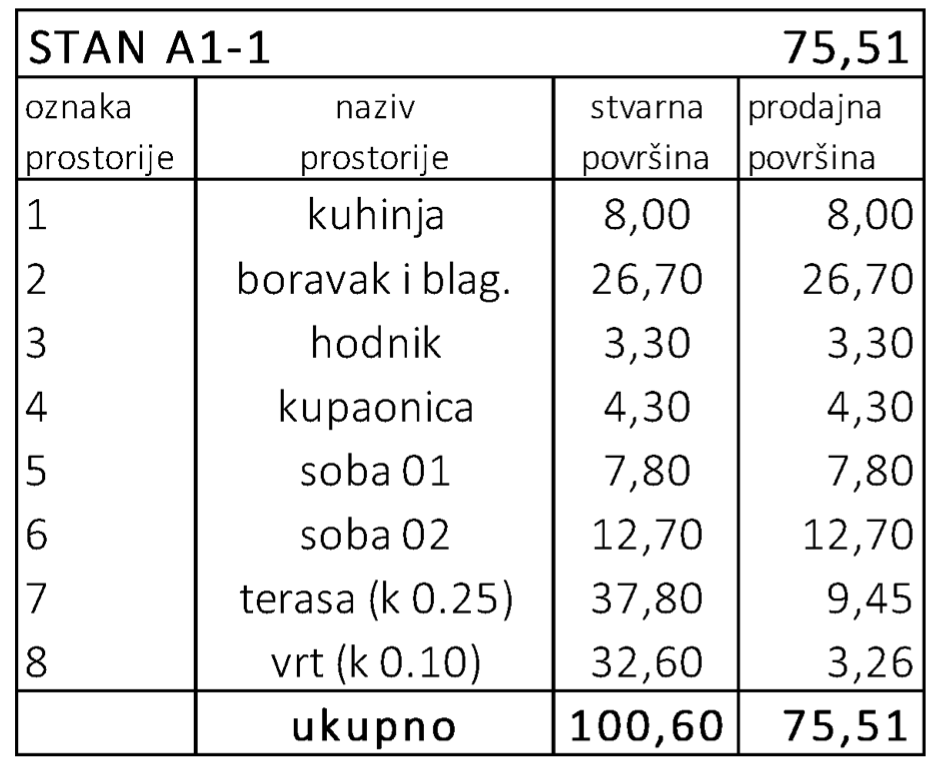 STAN A1-1 75,51
oznaka naziv stvarna prodajna
prostorije prostorije površina površina
1 kuhinja 8,00 8,00
2 boravak i blag. 26,70 26,70
3 hodnik 3,30 3,30
4 kupaonica 4,30 4,30
5 soba 01 7,80 7,80
6 soba 02 12,70 12,70
7 terasa (k 0.25) 37,80 9,45
8 vrt (k 0.10) 32,60 3,26
ukupno 100,60 75,51